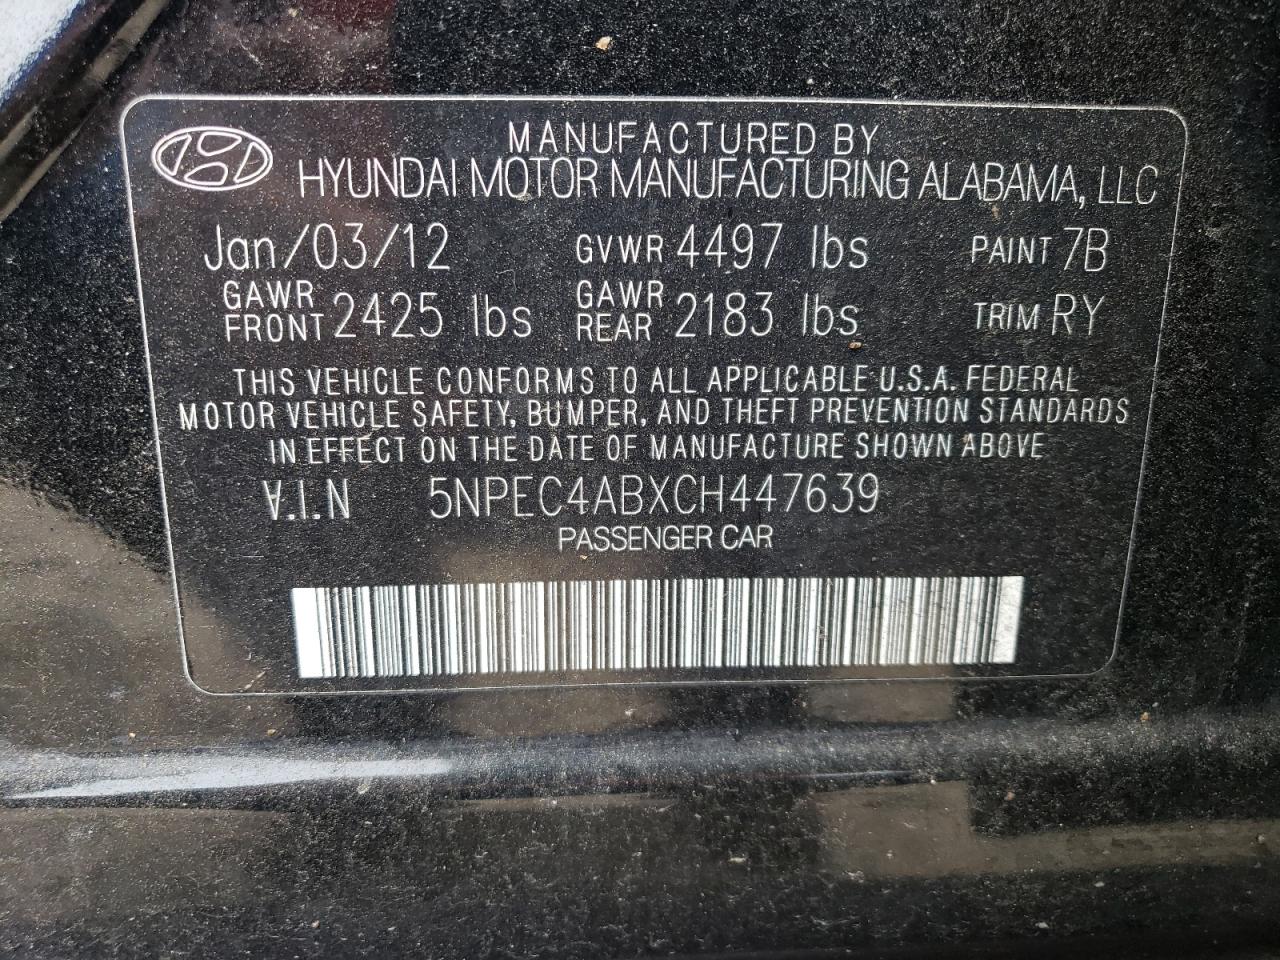 MANUFACTURED BY
HYUNDAI MOTOR MANUFACTURING ALABAMA, LLC
Jan/03/12 GVWR 4497 lbs PAINT 7B
GAWR FRONT 2425 lbs GAWR REAR 2183 lbs TRIM RY
THIS VEHICLE CONFORMS TO ALL APPLICABLE U.S.A. FEDERAL
MOTOR VEHICLE SAFETY, BUMPER, AND THEFT PREVENTION STANDARDS
IN EFFECT ON THE DATE OF MANUFACTURE SHOWN ABOVE
V.I.N 5NPEC4ABXCH447639
PASSENGER CAR